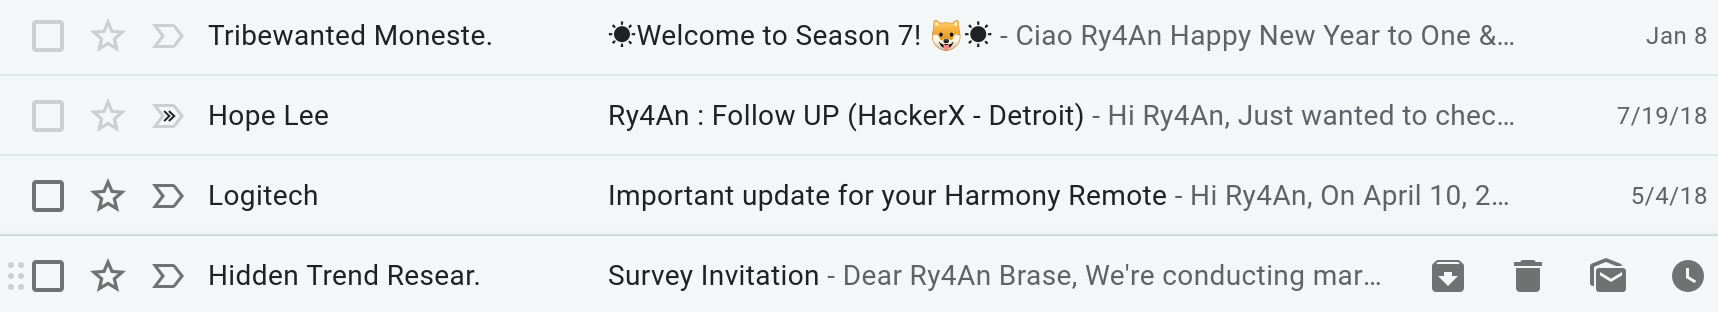 Tribewanted Moneste. ☀Welcome to Season 7! 🐶☀ - Ciao Ry4An Happy New Year to One &... Jan 8
Hope Lee Ry4An : Follow UP (HackerX - Detroit) - Hi Ry4An, Just wanted to chec... 7/19/18
Logitech Important update for your Harmony Remote - Hi Ry4An, On April 10, 2... 5/4/18
Hidden Trend Resear. Survey Invitation - Dear Ry4An Brase, We're conducting mar...